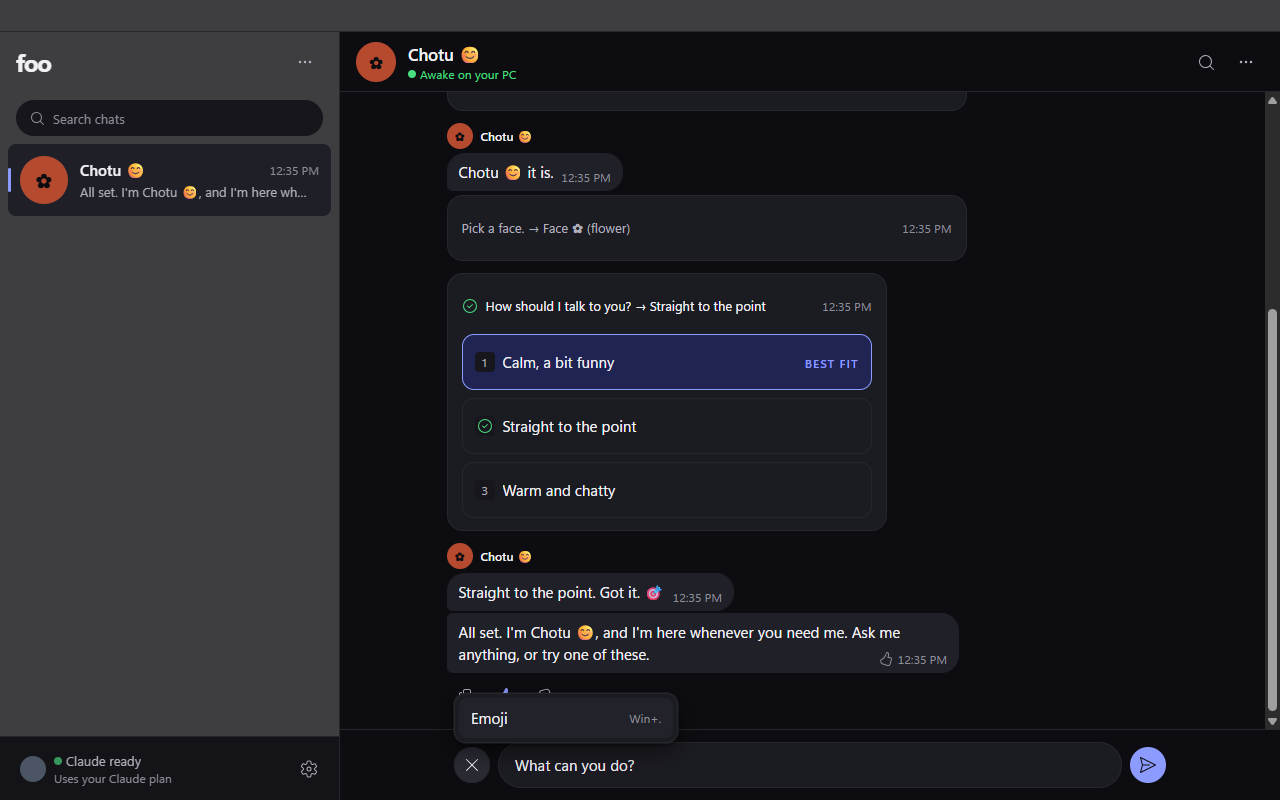 foo
Search chats
Chotu 😊 12:35 PM
All set. I'm Chotu 😊, and I'm here wh...
Claude ready
Uses your Claude plan
Chotu 😊
Awake on your PC
Chotu 😊
Chotu 😊 it is. 12:35 PM
Pick a face. → Face ✿ (flower) 12:35 PM
How should I talk to you? → Straight to the point 12:35 PM
1 Calm, a bit funny BEST FIT
Straight to the point
3 Warm and chatty
Chotu 😊
Straight to the point. Got it. 🎯 12:35 PM
All set. I'm Chotu 😊, and I'm here whenever you need me. Ask me
anything, or try one of these. 12:35 PM
Emoji Win+.
What can you do?